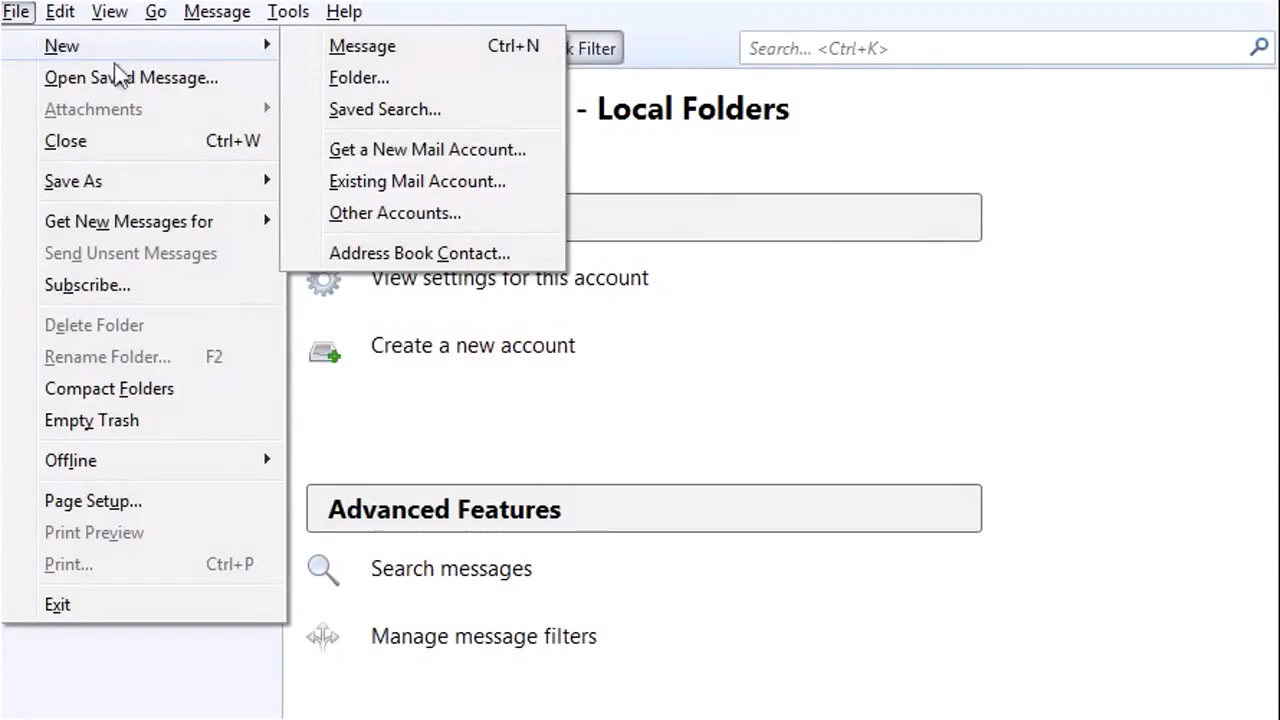 File Edit View Go Message Tools Help
New
Open Saved Message...
Attachments
Close Ctrl+W
Save As
Get New Messages for
Send Unsent Messages
Subscribe...
Delete Folder
Rename Folder... F2
Compact Folders
Empty Trash
Offline
Page Setup...
Print Preview
Print... Ctrl+P
Exit
Message Ctrl+N
Folder...
Saved Search...
Get a New Mail Account...
Existing Mail Account...
Other Accounts...
Address Book Contact...
Filter
Search... <Ctrl+K>
- Local Folders
View settings for this account
Create a new account
Advanced Features
Search messages
Manage message filters